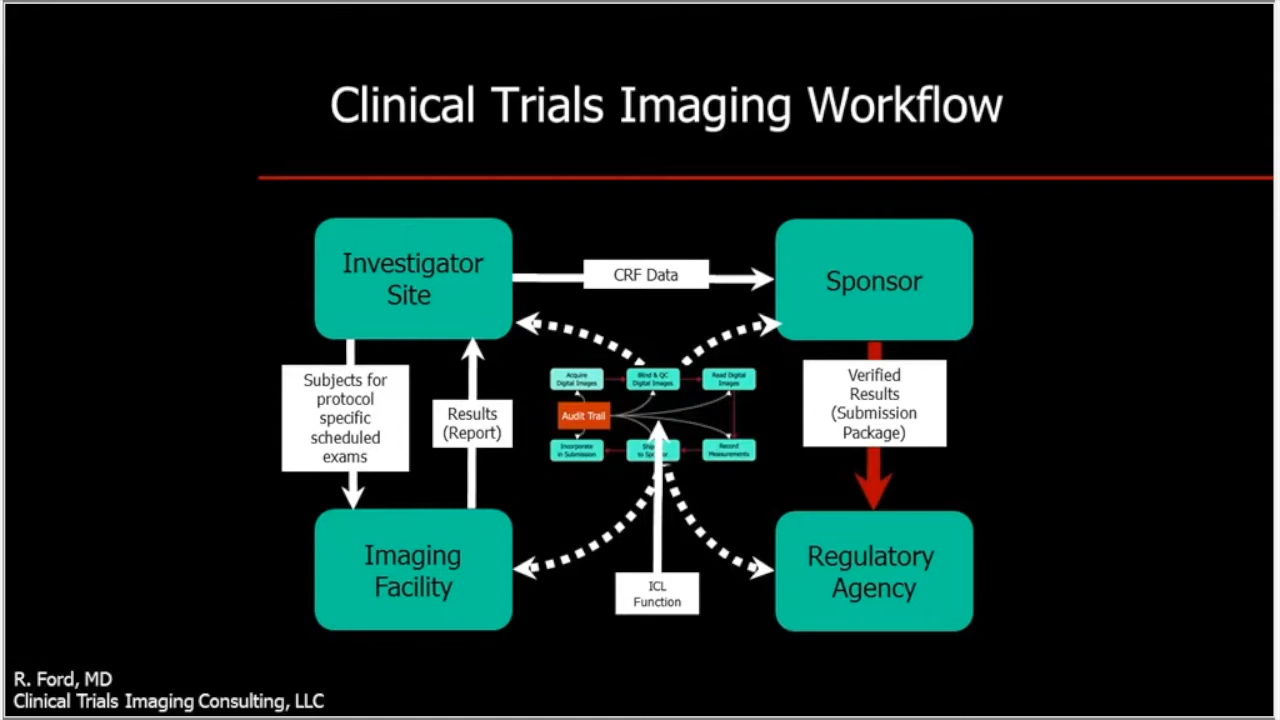 Clinical Trials Imaging Workflow
Investigator
Site
CRF Data
Sponsor
Subjects for
protocol
specific
scheduled
exams
Results
(Report)
Acquire
Digital Images
Blind & QC
Digital Images
Read Digital
Images
Audit Trail
Incorporate
in Submission
to Sponsor
Record
Measurements
Verified
Results
(Submission
Package)
Imaging
Facility
ICL
Function
Regulatory
Agency
R. Ford, MD
Clinical Trials Imaging Consulting, LLC